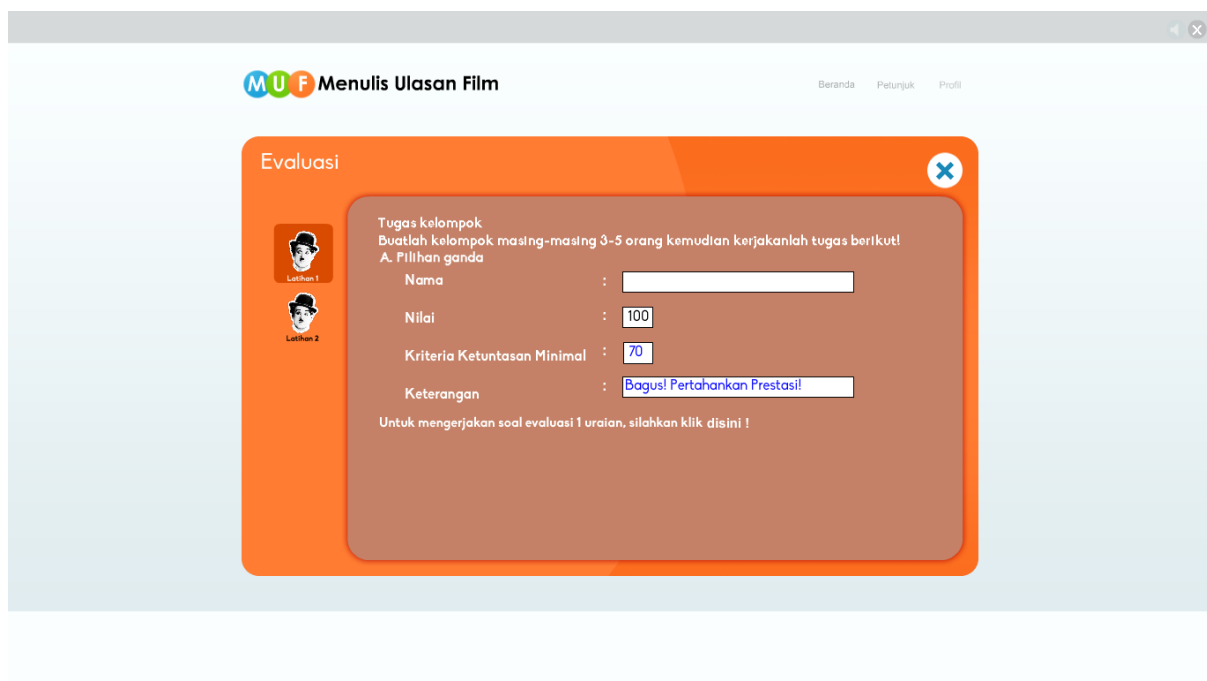 MUF Menulis Ulasan Film
Beranda Petunjuk Profil
Evaluasi
Latihan 1
Latihan 2
Tugas kelompok
Buatlah kelompok masing-masing 3-5 orang kemudian kerjakanlah tugas berikut!
A. Pilihan ganda
Nama :
Nilai : 100
Kriteria Ketuntasan Minimal : 70
Keterangan : Bagus! Pertahankan Prestasi!
Untuk mengerjakan soal evaluasi 1 uraian, silahkan klik disini !